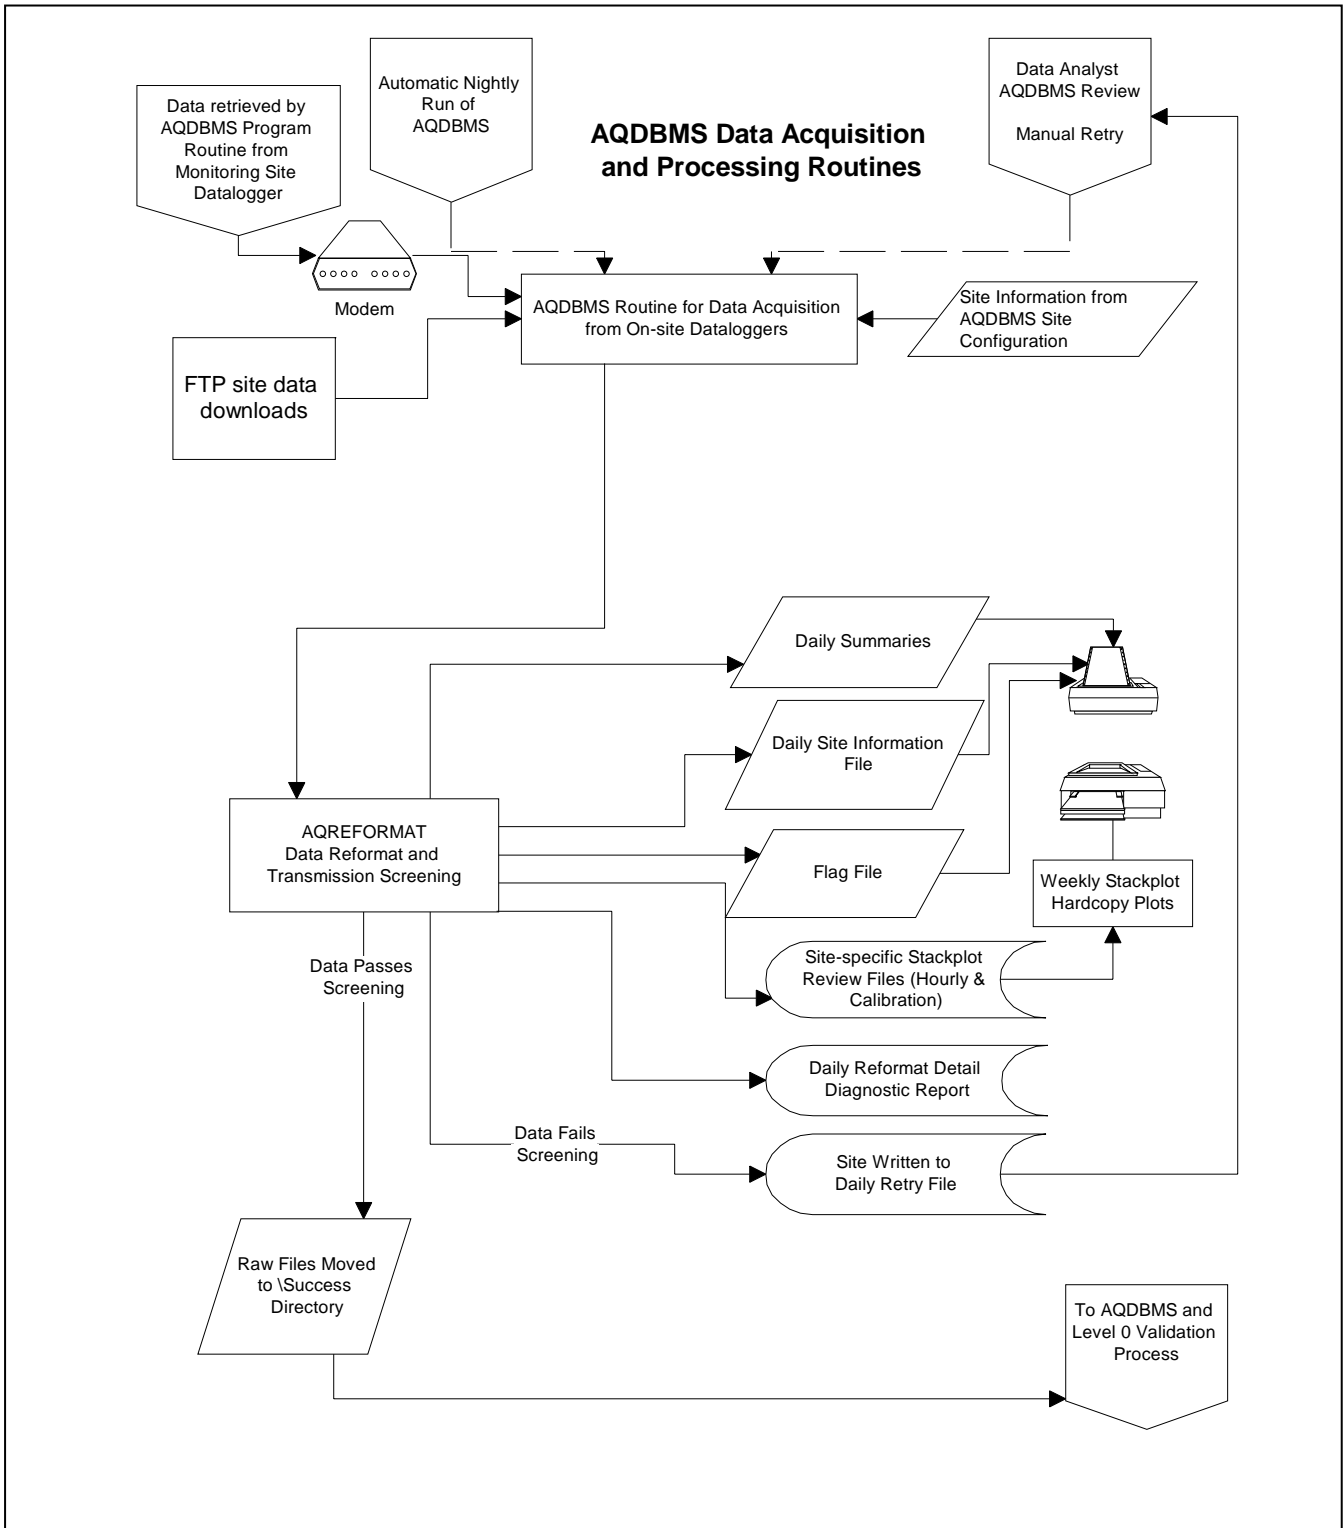 Data retrieved by
AQDBMS Program
Routine from
Monitoring Site
Datalogger
Automatic Nightly
Run of
AQDBMS
AQDBMS Data Acquisition
and Processing Routines
Data Analyst
AQDBMS Review
Manual Retry
Modem
AQDBMS Routine for Data Acquisition
from On-site Dataloggers
Site Information from
AQDBMS Site
Configuration
FTP site data
downloads
Daily Summaries
Daily Site Information
File
AQREFORMAT
Data Reformat and
Transmission Screening
Flag File
Weekly Stackplot
Hardcopy Plots
Data Passes
Screening
Site-specific Stackplot
Review Files (Hourly &
Calibration)
Daily Reformat Detail
Diagnostic Report
Data Fails
Screening
Site Written to
Daily Retry File
Raw Files Moved
to \Success
Directory
To AQDBMS and
Level 0 Validation
Process